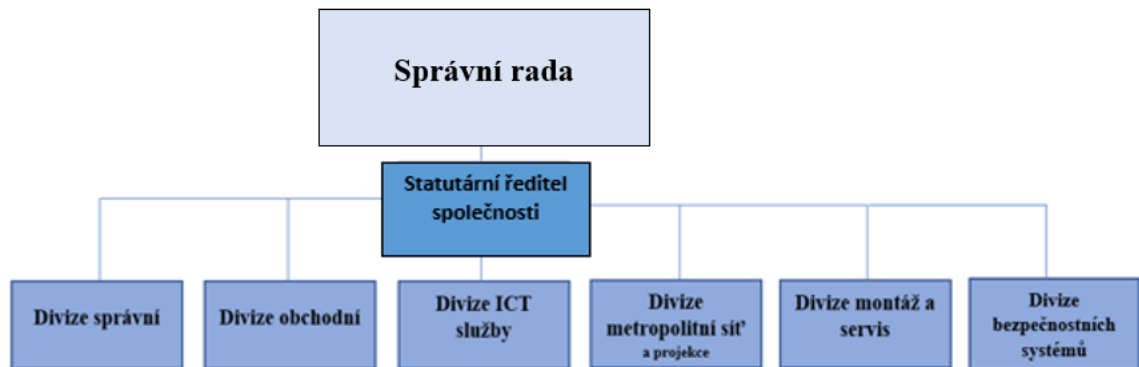 Správní rada
Statutární ředitel
společnosti
Divize správní
Divize obchodní
Divize ICT
služby
Divize
metropolitní síť
a projekce
Divize montáž a
servis
Divize
bezpečnostních
systémů